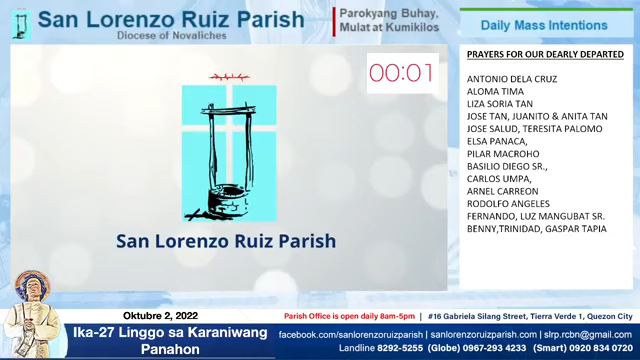 San Lorenzo Ruiz Parish
Diocese of Novaliches
Parokyang Buhay,
Mulat at Kumikilos
Daily Mass Intentions
00:01
San Lorenzo Ruiz Parish
PRAYERS FOR OUR DEARLY DEPARTED
ANTONIO DELA CRUZ
ALOMA TIMA
LIZA SORIA TAN
JOSE TAN, JUANITO & ANITA TAN
JOSE SALUD, TERESITA PALOMO
ELSA PANACA,
PILAR MACROHO
BASILIO DIEGO SR.,
CARLOS UMPA,
ARNEL CARREON
RODOLFO ANGELES
FERNANDO, LUZ MANGUBAT SR.
BENNY,TRINIDAD, GASPAR TAPIA
Oktubre 2, 2022
Ika-27 Linggo sa Karaniwang
Panahon
Parish Office is open daily 8am-5pm | #16 Gabriela Silang Street, Tierra Verde 1, Quezon City
facebook.com/sanlorenzoruizparish | sanlorenzoruizparish.com | slrp.rcbn@gmail.com
Landline 8292-5255 (Globe) 0967-293 4233 (Smart) 0920 834 0720